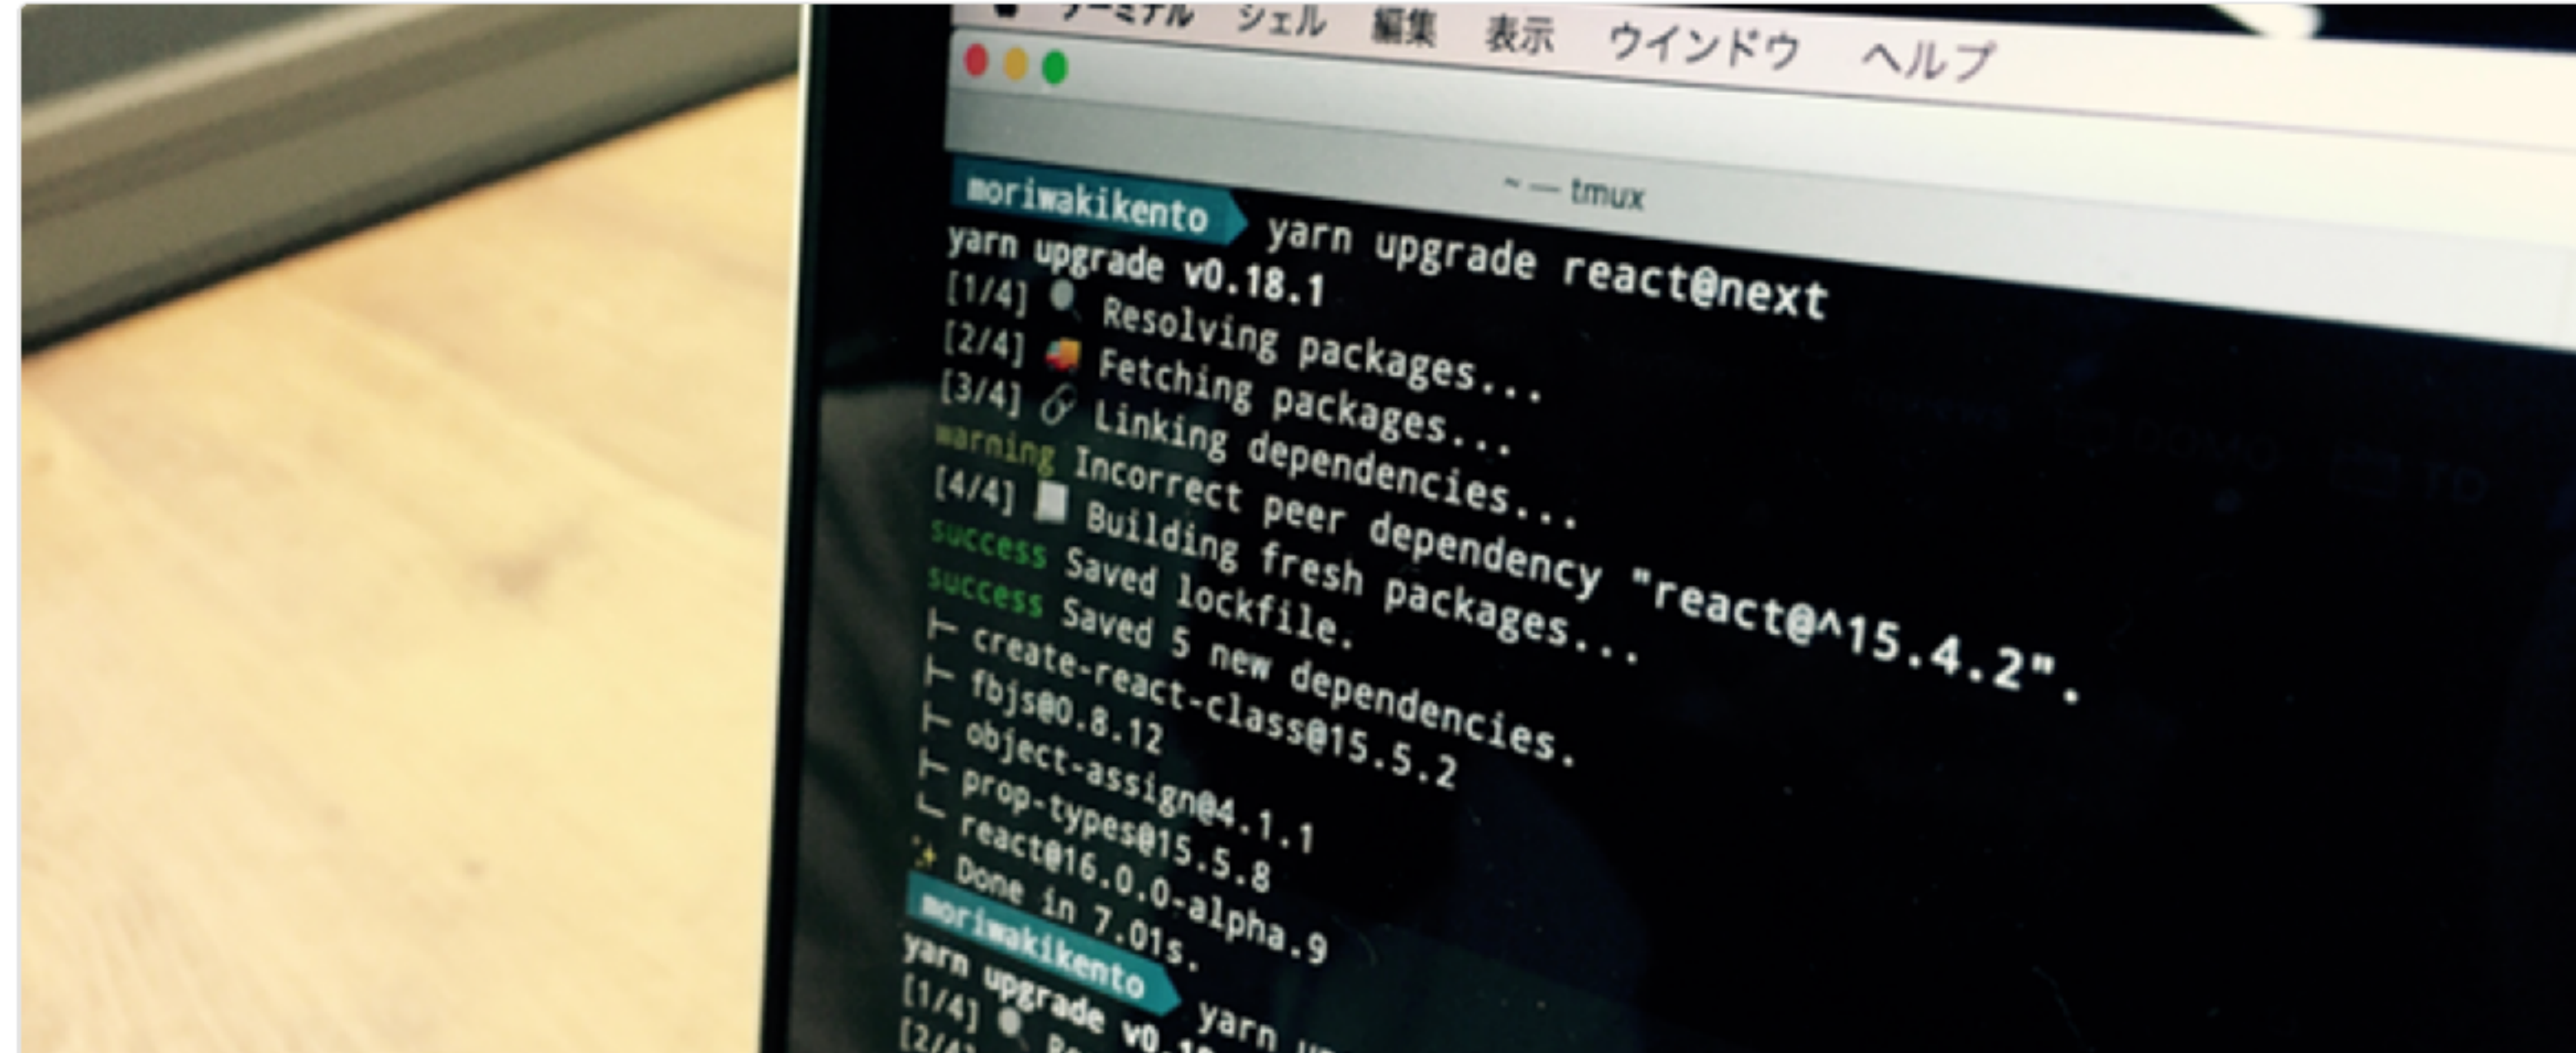 ターミナル シェル 編集 表示 ウインドウ ヘルプ
~ — tmux
moriwakikento yarn upgrade react@next
yarn upgrade v0.18.1
[1/4] 🔍 Resolving packages...
[2/4] 🚚 Fetching packages...
[3/4] 🔗 Linking dependencies...
warning Incorrect peer dependency "react@^15.4.2".
[4/4] 📃 Building fresh packages...
success Saved lockfile.
success Saved 5 new dependencies.
├─ create-react-class@15.5.2
├─ fbjs@0.8.12
├─ object-assign@4.1.1
├─ prop-types@15.5.8
└─ react@16.0.0-alpha.9
✨ Done in 7.01s.
moriwakikento yarn
yarn upgrade
[1/4] 🔍